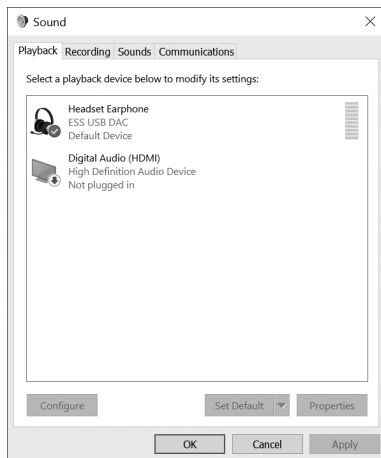 Sound
Playback Recording Sounds Communications
Select a playback device below to modify its settings:
Headset Earphone
ESS USB DAC
Default Device
Digital Audio (HDMI)
High Definition Audio Device
Not plugged in
Configure Set Default Properties
OK Cancel Apply